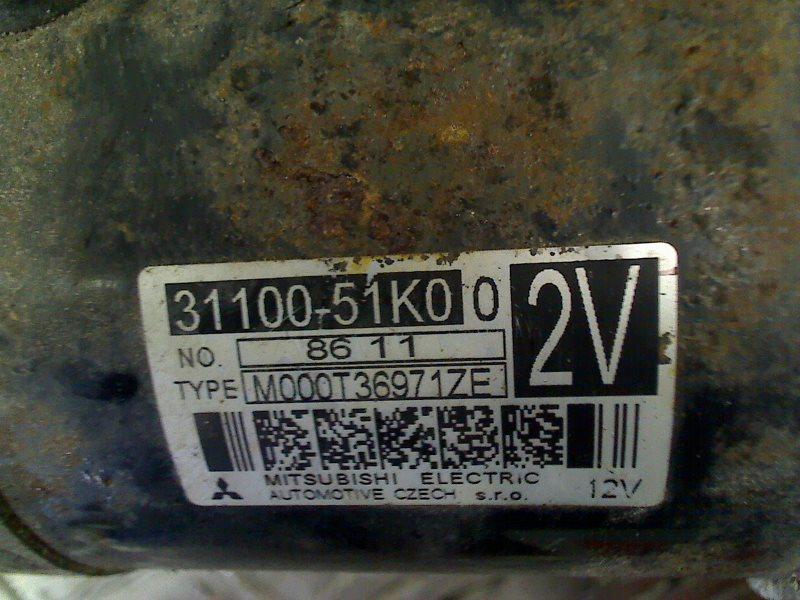 31100-51K0 0
2V
NO. 86 11
TYPE M000T36971ZE
MITSUBISHI ELECTRIC
AUTOMOTIVE CZECH s.r.o. 12V